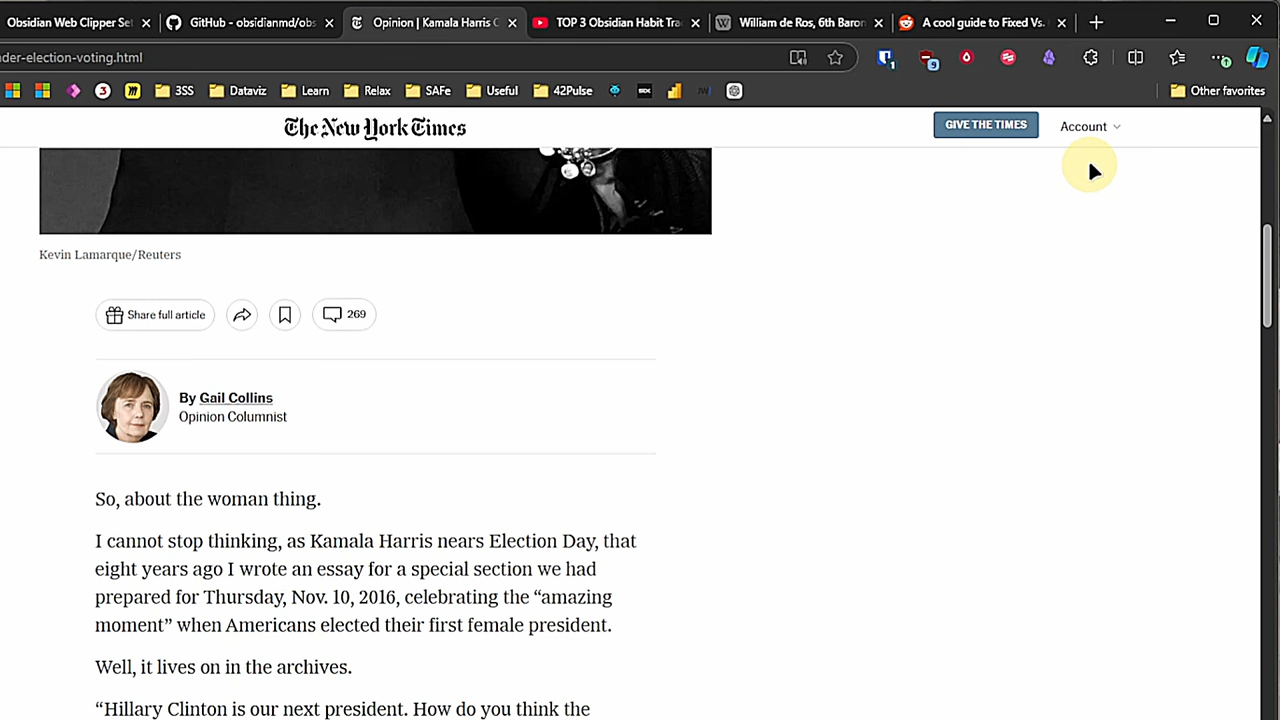 Obsidian Web Clipper Set
GitHub - obsidianmd/obs
Opinion | Kamala Harris C
TOP 3 Obsidian Habit Tra
William de Ros, 6th Baron
A cool guide to Fixed Vs.
nder-election-voting.html
1
9
3
3SS
Dataviz
Learn
Relax
SAFe
Useful
42Pulse
Other favorites
The New York Times
GIVE THE TIMES
Account
Kevin Lamarque/Reuters
Share full article
269
By Gail Collins
Opinion Columnist
So, about the woman thing.
I cannot stop thinking, as Kamala Harris nears Election Day, that
eight years ago I wrote an essay for a special section we had
prepared for Thursday, Nov. 10, 2016, celebrating the “amazing
moment” when Americans elected their first female president.
Well, it lives on in the archives.
“Hillary Clinton is our next president. How do you think the